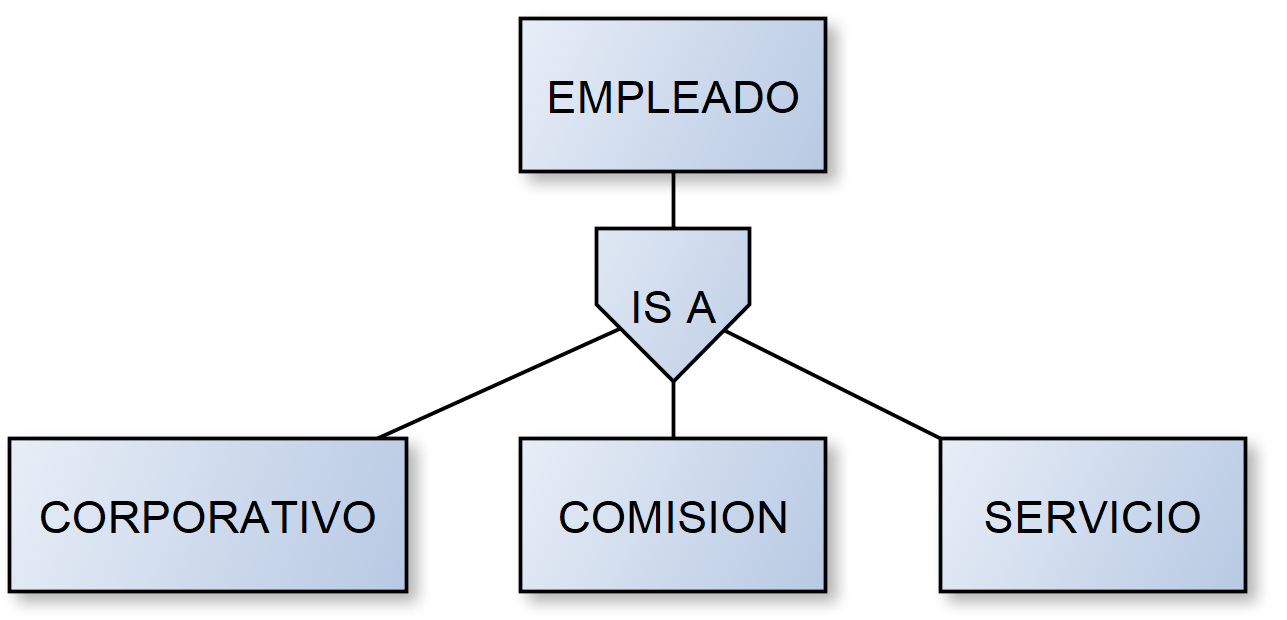 EMPLEADO
IS A
CORPORATIVO
COMISION
SERVICIO